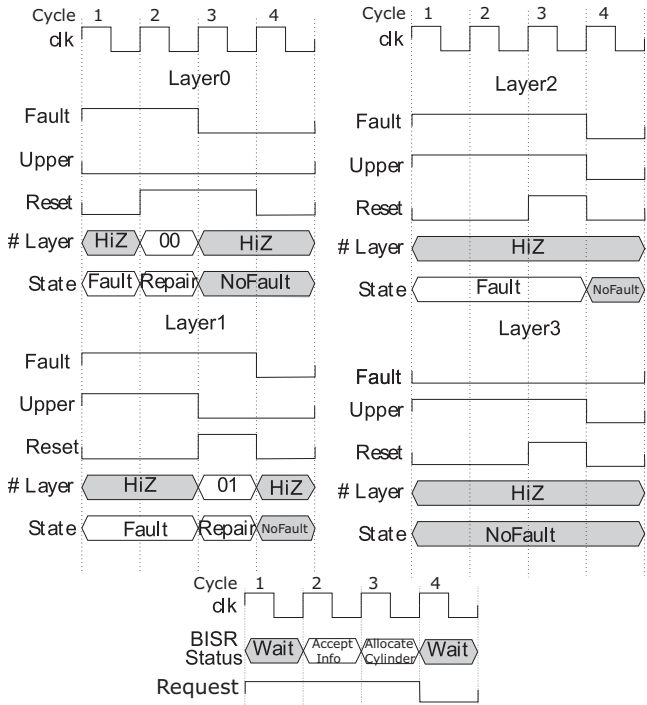 Cycle 1 2 3 4
clk
Layer0
Fault
Upper
Reset
# Layer HiZ 00 HiZ
State Fault Repair NoFault
Layer1
Fault
Upper
Reset
# Layer HiZ 01 HiZ
State Fault Repair NoFault
Cycle 1 2 3 4
clk
Layer2
Fault
Upper
Reset
# Layer HiZ
State Fault NoFault
Layer3
Fault
Upper
Reset
# Layer HiZ
State NoFault
Cycle 1 2 3 4
clk
BISR Status Wait Accept Info Allocate Cylinder Wait
Request